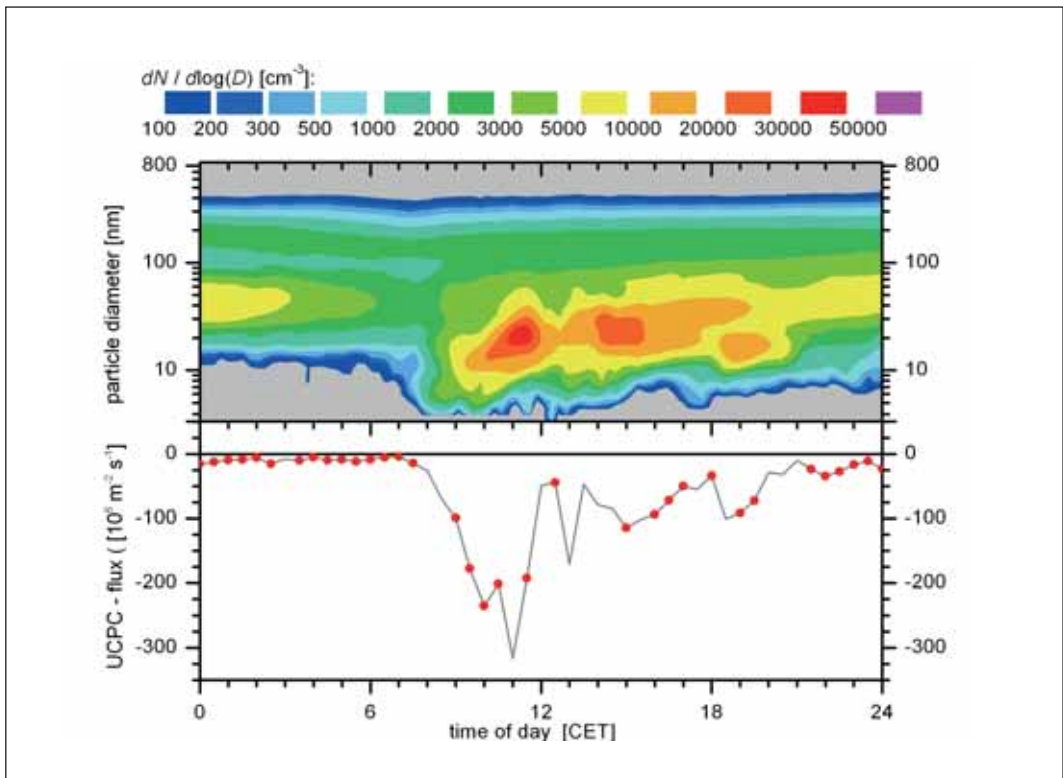 dN / dlog(D) [cm⁻³]:
100 200 300 500 1000 2000 3000 5000 10000 20000 30000 50000
800
100
10
particle diameter [nm]
800
100
10
0
-100
-200
-300
UCPC - flux ( [10⁶ m⁻² s⁻¹]
0
-100
-200
-300
0 6 12 18 24
time of day [CET]